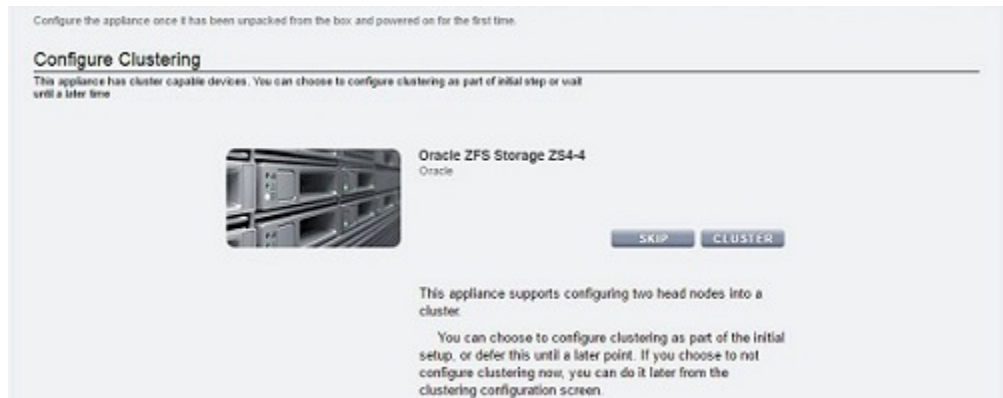 Configure the appliance once it has been unpacked from the box and powered on for the first time.
Configure Clustering
This appliance has cluster capable devices. You can choose to configure clustering as part of initial step or wait
until a later time
Oracle ZFS Storage ZS4-4
Oracle
SKIP CLUSTER
This appliance supports configuring two head nodes into a
cluster.
You can choose to configure clustering as part of the initial
setup, or defer this until a later point. If you choose to not
configure clustering now, you can do it later from the
clustering configuration screen.